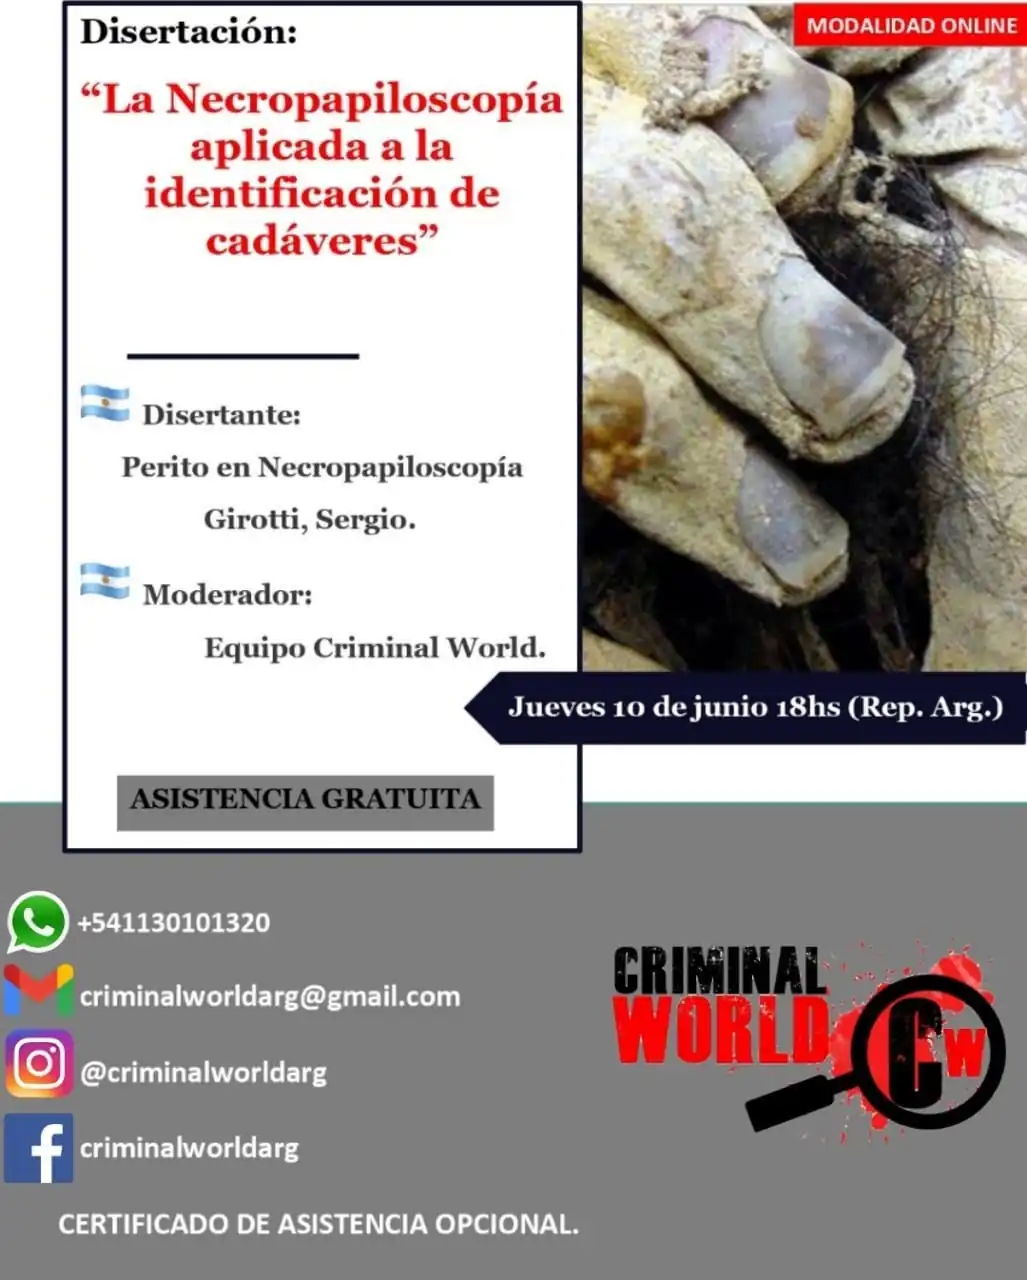 Disertación:
MODALIDAD ONLINE
“La Necropapiloscopía
aplicada a la
identificación de
cadáveres”
Disertante:
Perito en Necropapiloscopía
Girotti, Sergio.
Moderador:
Equipo Criminal World.
Jueves 10 de junio 18hs (Rep. Arg.)
ASISTENCIA GRATUITA
+541130101320
criminalworldarg@gmail.com
@criminalworldarg
criminalworldarg
CRIMINAL
WORLD
CW
CERTIFICADO DE ASISTENCIA OPCIONAL.